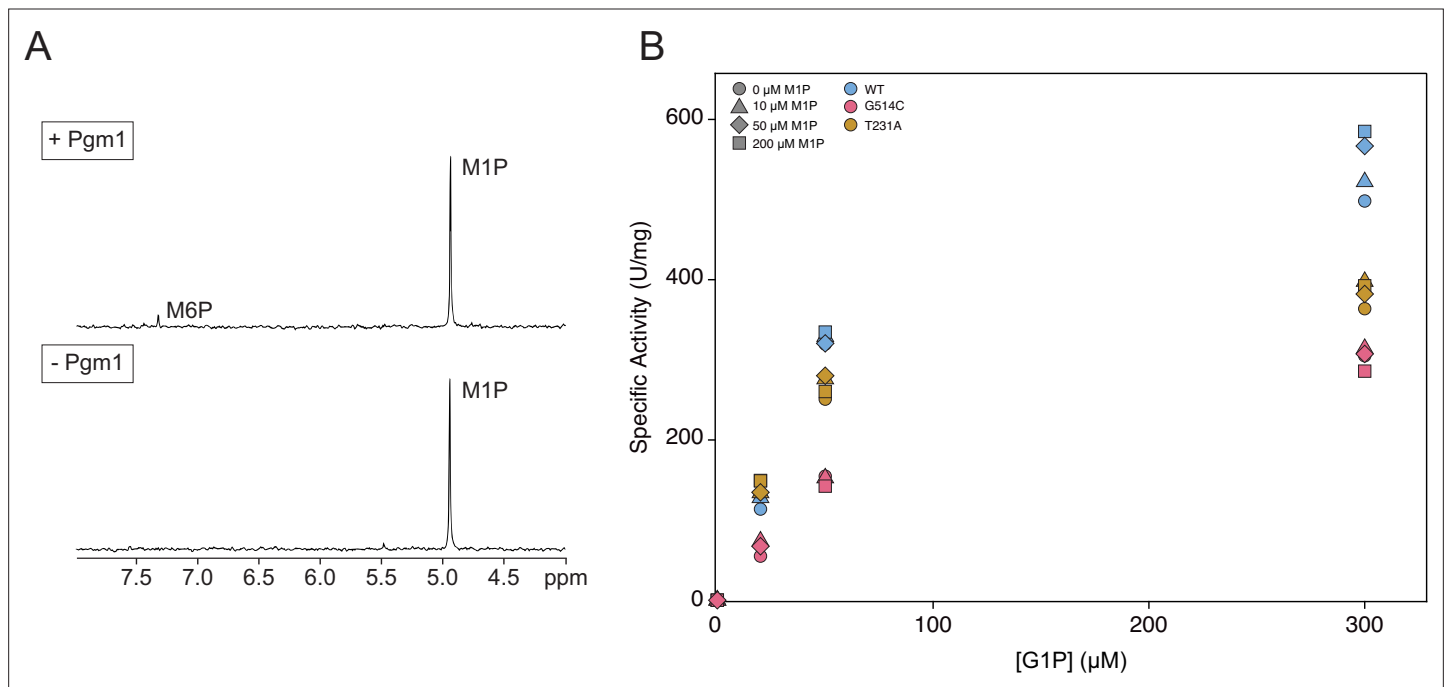 A
+ Pgm1
M1P
M6P
- Pgm1
M1P
7.5 7.0 6.5 6.0 5.5 5.0 4.5 ppm
B
0 µM M1P
10 µM M1P
50 µM M1P
200 µM M1P
WT
G514C
T231A
Specific Activity (U/mg)
600
400
200
0
0 100 200 300
[G1P] (µM)